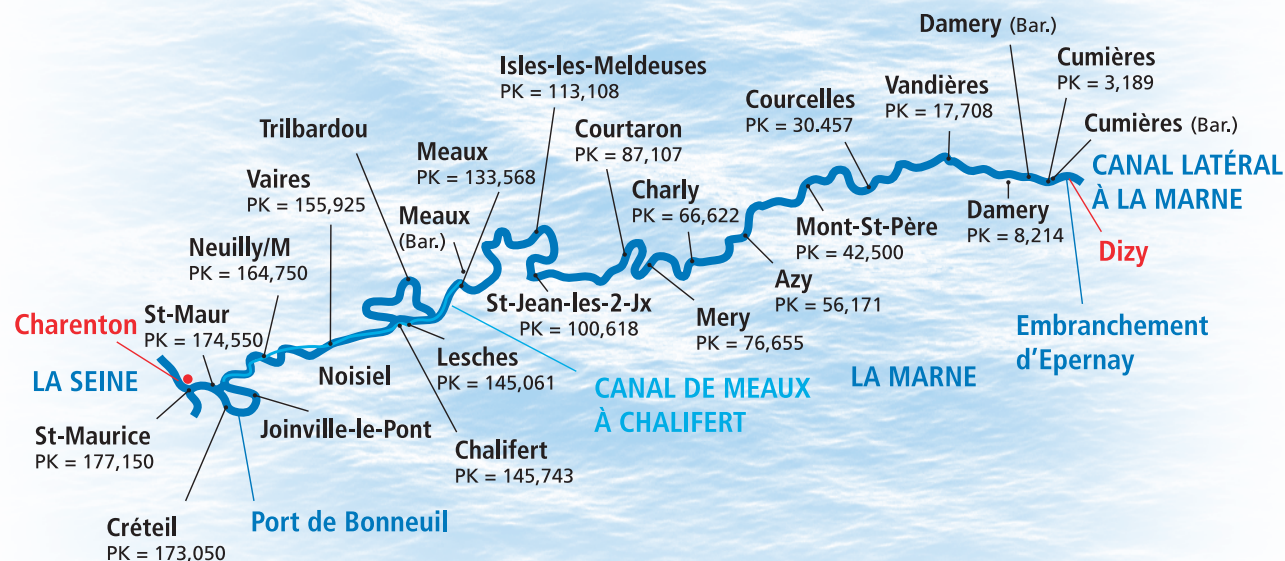 Damery (Bar.)
Cumières
PK = 3,189
Isles-les-Meldeuses
PK = 113,108
Vandières
PK = 17,708
Courcelles
PK = 30.457
Cumières (Bar.)
Trilbardou
Courtaron
PK = 87,107
Meaux
PK = 133,568
CANAL LATÉRAL
À LA MARNE
Vaires
PK = 155,925
Charly
PK = 66,622
Meaux
(Bar.)
Damery
PK = 8,214
Mont-St-Père
PK = 42,500
Neuilly/M
PK = 164,750
Dizy
Azy
PK = 56,171
St-Jean-les-2-Jx
PK = 100,618
Charenton
St-Maur
PK = 174,550
Mery
PK = 76,655
Embranchement
d'Epernay
Lesches
PK = 145,061
Noisiel
LA SEINE
LA MARNE
CANAL DE MEAUX
À CHALIFERT
St-Maurice
PK = 177,150
Joinville-le-Pont
Chalifert
PK = 145,743
Créteil
PK = 173,050
Port de Bonneuil